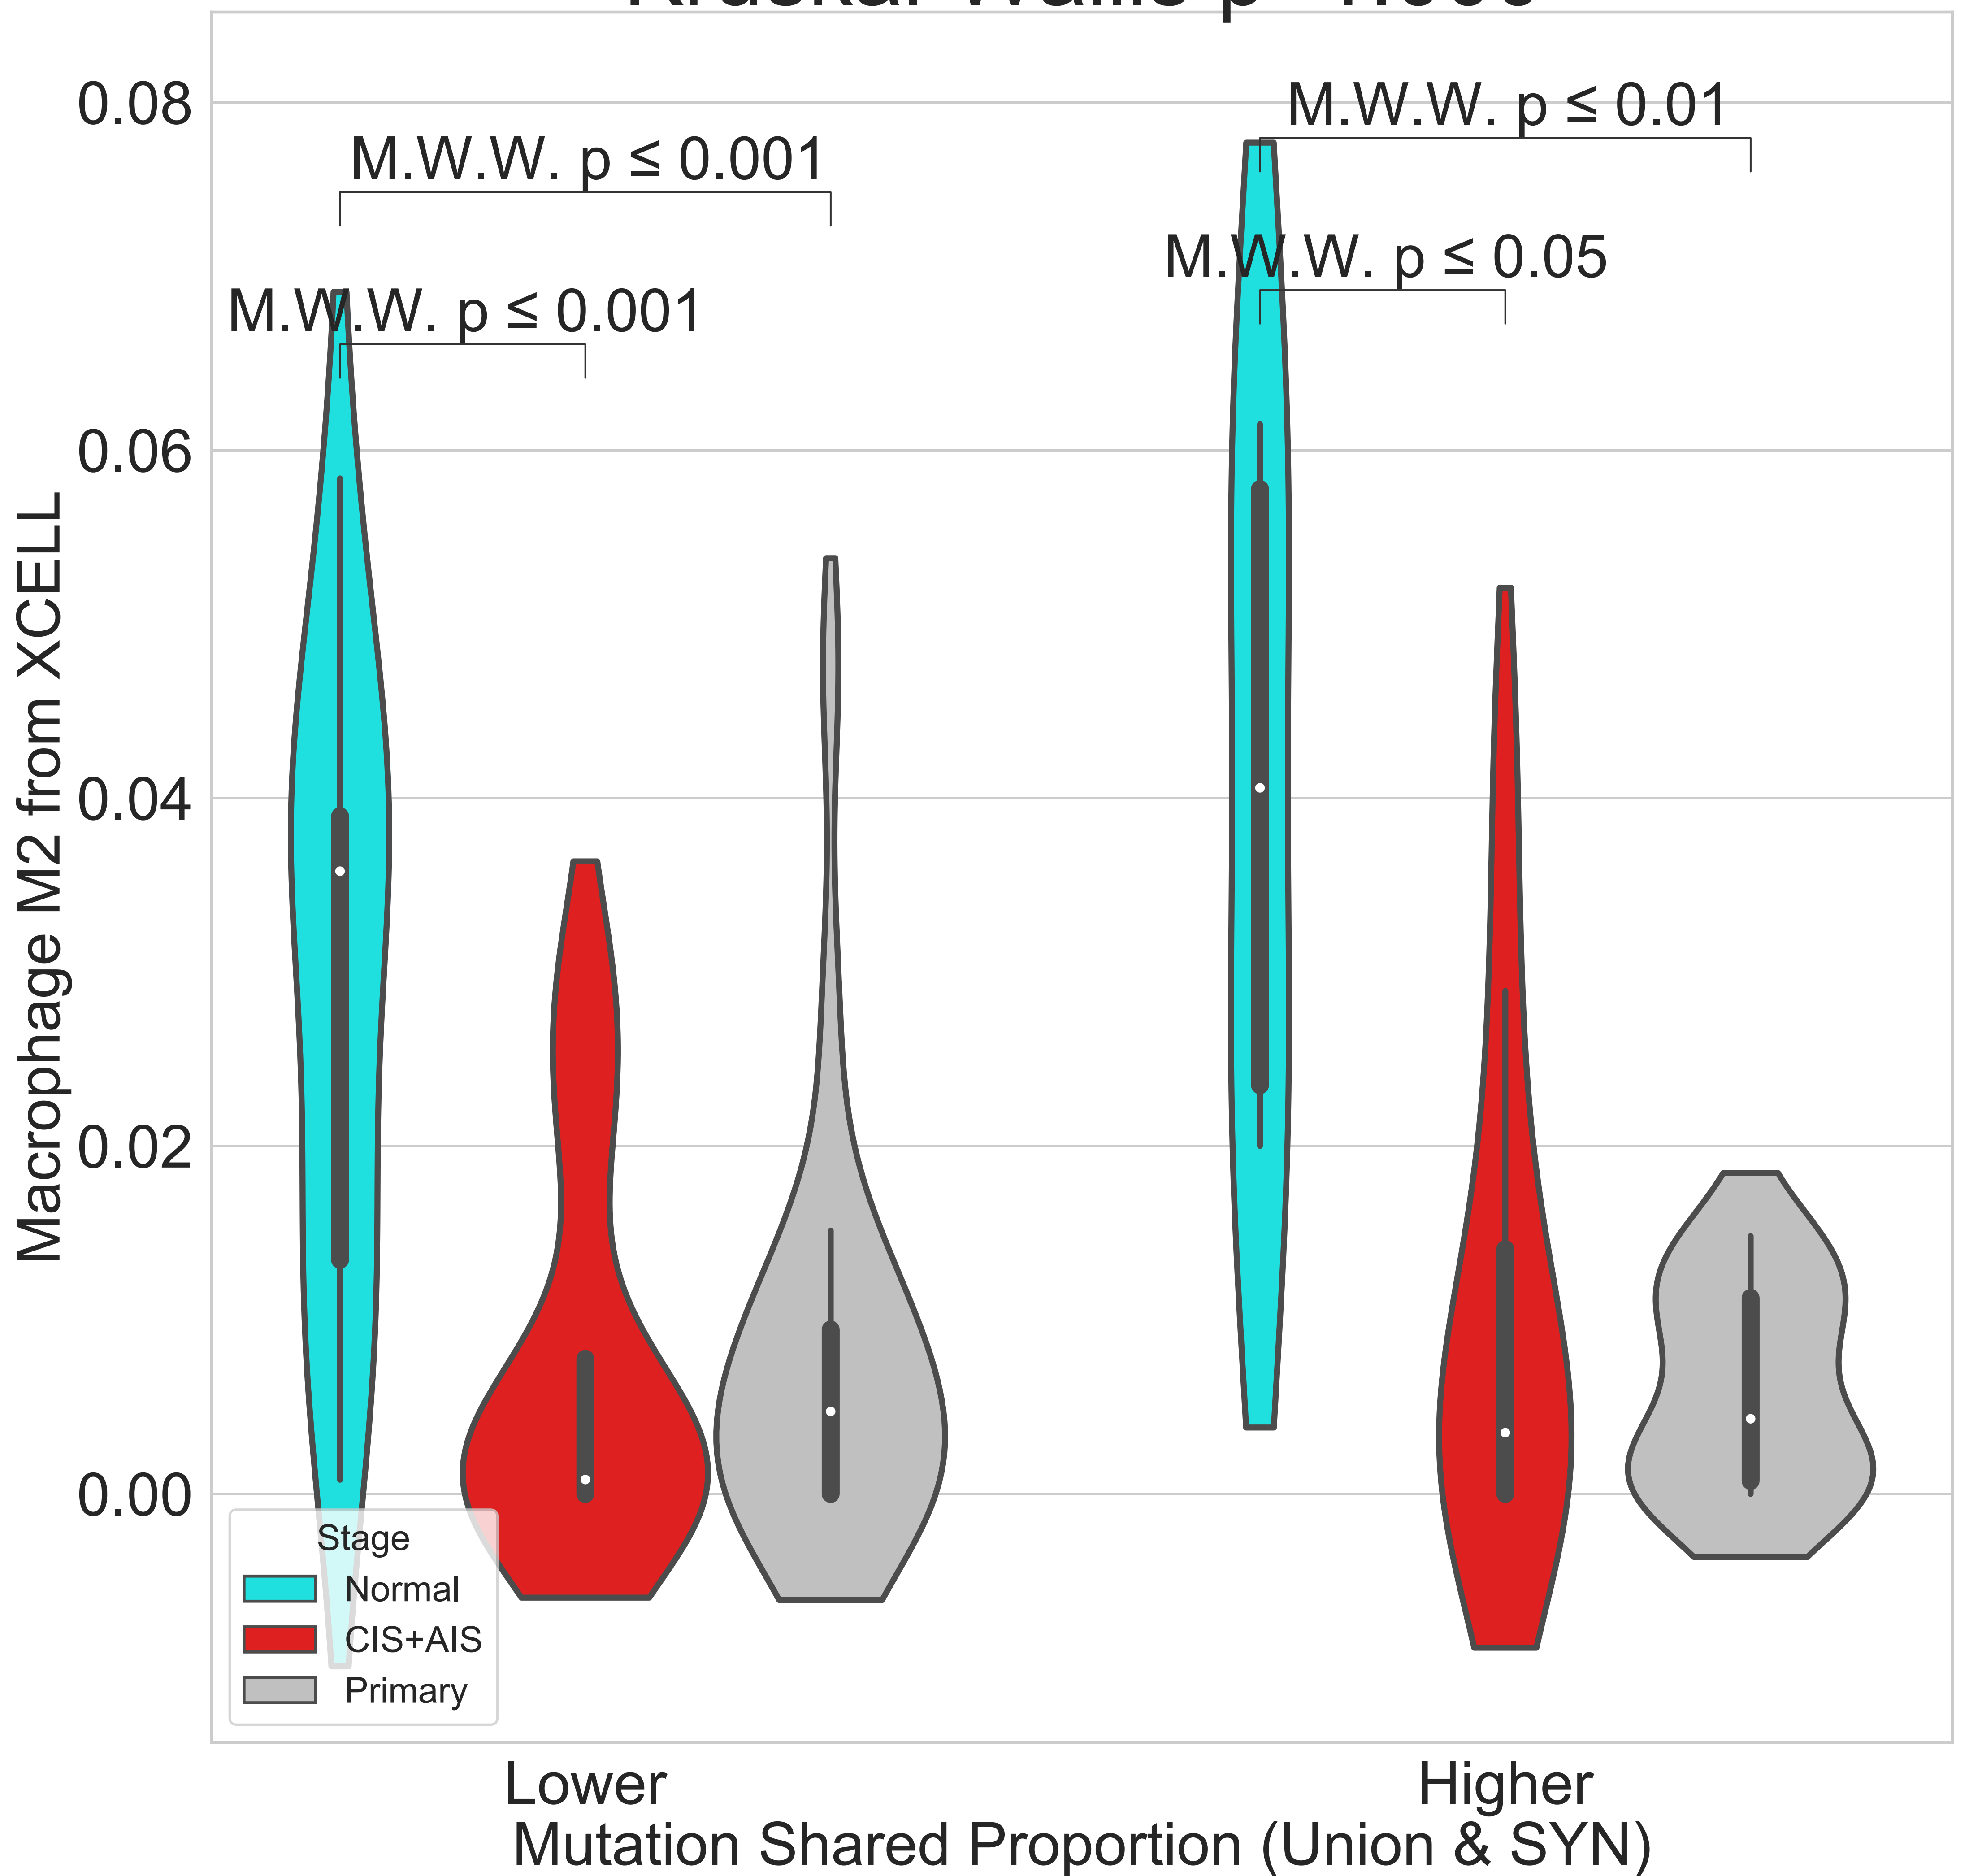 0.08
0.06
0.04
0.02
0.00
Macrophage M2 from XCELL
M.W.W. p ≤ 0.01
M.W.W. p ≤ 0.001
M.W.W. p ≤ 0.05
M.W.W. p ≤ 0.001
Stage
Normal
CIS+AIS
Primary
Lower
Higher
Mutation Shared Proportion (Union & SYN)